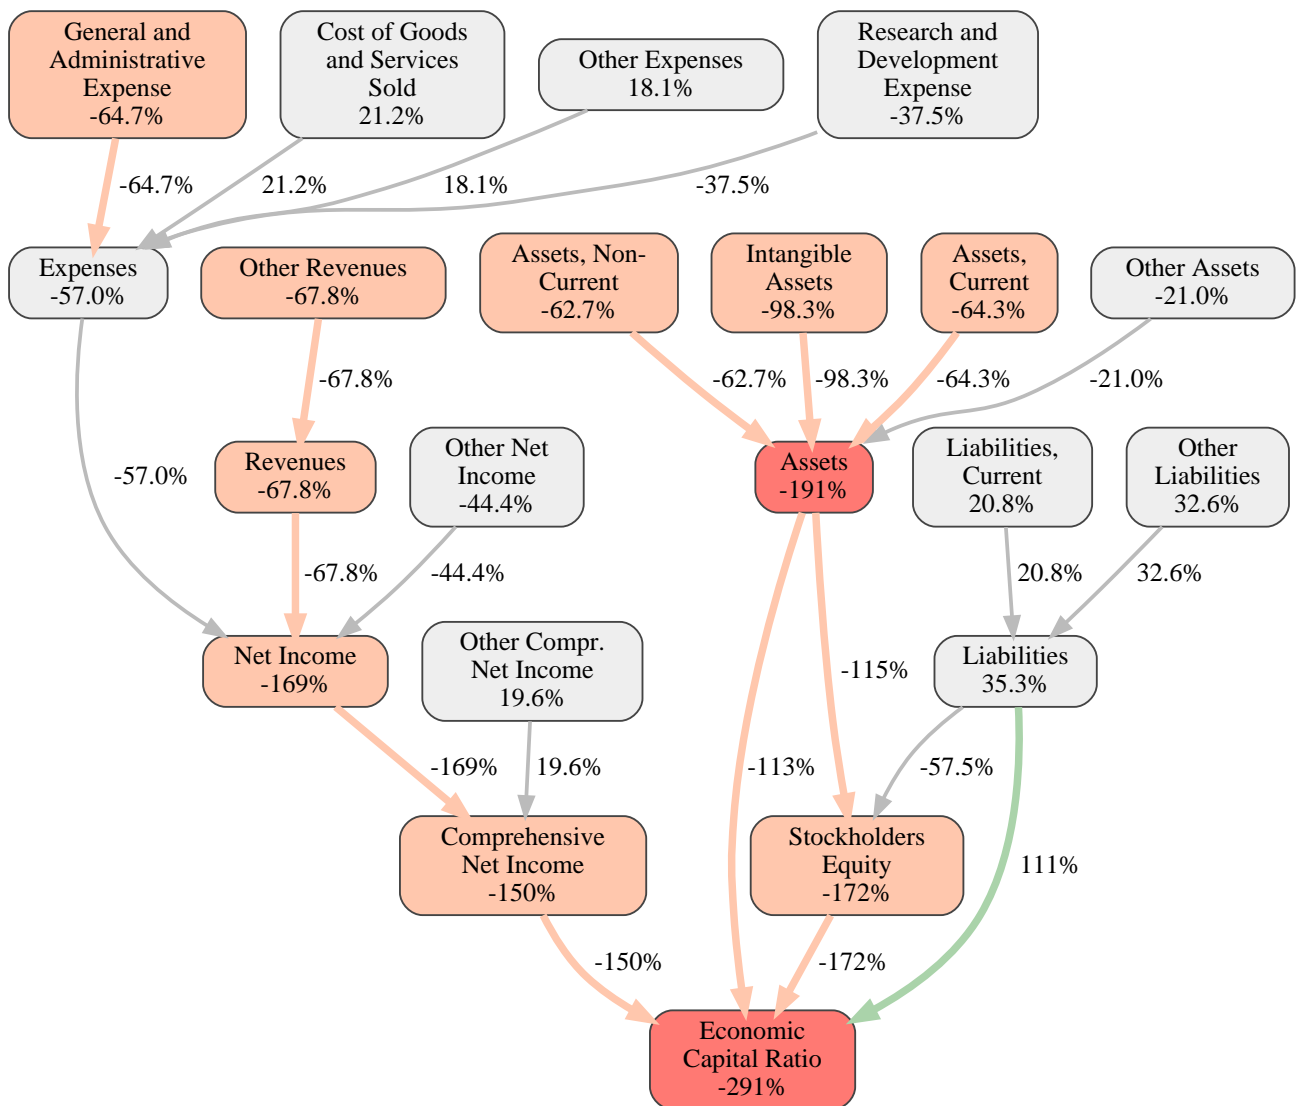 General and
Administrative
Expense
-64.7%
Cost of Goods
and Services
Sold
21.2%
Other Expenses
18.1%
Research and
Development
Expense
-37.5%
-64.7%
21.2%
18.1%
-37.5%
Expenses
-57.0%
Other Revenues
-67.8%
Assets, Non-
Current
-62.7%
Intangible
Assets
-98.3%
Assets,
Current
-64.3%
Other Assets
-21.0%
-67.8%
-62.7%
-98.3%
-64.3%
-21.0%
-57.0%
Revenues
-67.8%
Other Net
Income
-44.4%
Assets
-191%
Liabilities,
Current
20.8%
Other
Liabilities
32.6%
-67.8%
-44.4%
20.8%
32.6%
Net Income
-169%
Other Compr.
Net Income
19.6%
-115%
Liabilities
35.3%
-169%
19.6%
-113%
-57.5%
111%
Comprehensive
Net Income
-150%
Stockholders
Equity
-172%
-150%
-172%
Economic
Capital Ratio
-291%